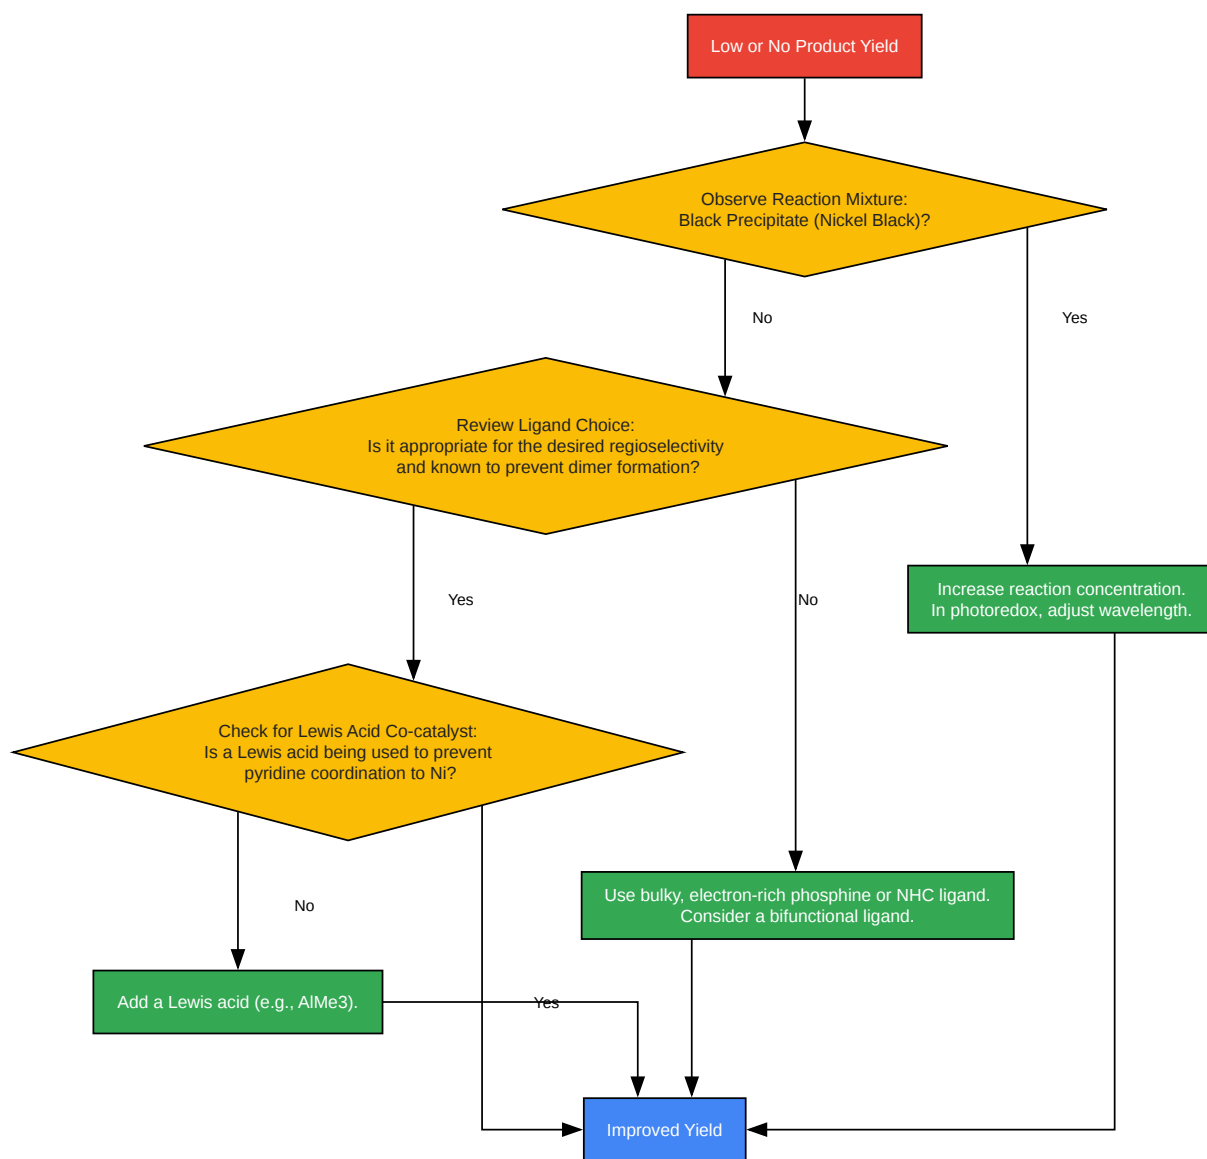 Low or No Product Yield
Observe Reaction Mixture:
Black Precipitate (Nickel Black)?
No
Yes
Review Ligand Choice:
Is it appropriate for the desired regioselectivity
and known to prevent dimer formation?
Increase reaction concentration.
In photoredox, adjust wavelength.
Yes
No
Check for Lewis Acid Co-catalyst:
Is a Lewis acid being used to prevent
pyridine coordination to Ni?
Use bulky, electron-rich phosphine or NHC ligand.
Consider a bifunctional ligand.
No
Add a Lewis acid (e.g., AlMe3).
Yes
Improved Yield